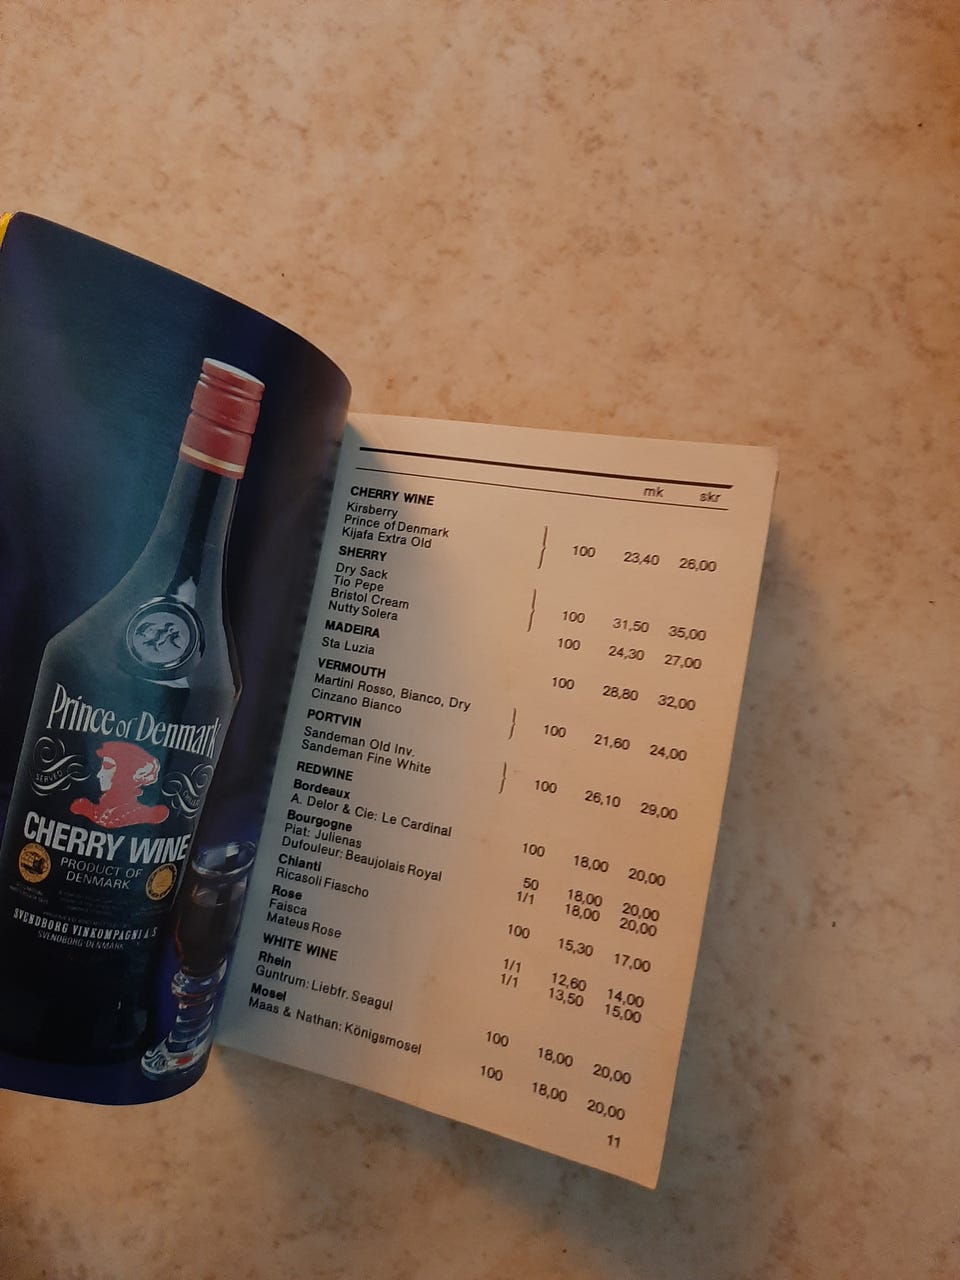 Prince of Denmark
SERVED
CHERRY WINE
PRODUCT OF
DENMARK
SVENDBORG VINKOMPAGNI A/S
SVENDBORG·DENMARK
mk skr
CHERRY WINE
Kirsberry
Prince of Denmark
Kijafa Extra Old
100 23,40 26,00
SHERRY
Dry Sack
Tio Pepe
Bristol Cream
100 31,50 35,00
Nutty Solera 100 24,30 27,00
MADEIRA
Sta Luzia 100 28,80 32,00
VERMOUTH
Martini Rosso, Bianco, Dry
Cinzano Bianco
100 21,60 24,00
PORTVIN
Sandeman Old Inv.
Sandeman Fine White
100 26,10 29,00
REDWINE
Bordeaux
A. Delor & Cie: Le Cardinal 100 18,00 20,00
Bourgogne
Piat: Julienas 50 18,00 20,00
Dufouleur: Beaujolais Royal 1/1 18,00 20,00
Chianti
Ricasoli Fiascho 100 15,30 17,00
Rose
Faisca 1/1 12,60 14,00
Mateus Rose 1/1 13,50 15,00
WHITE WINE
Rhein
Guntrum: Liebfr. Seagul 100 18,00 20,00
Mosel
Maas & Nathan: Königsmosel 100 18,00 20,00
11